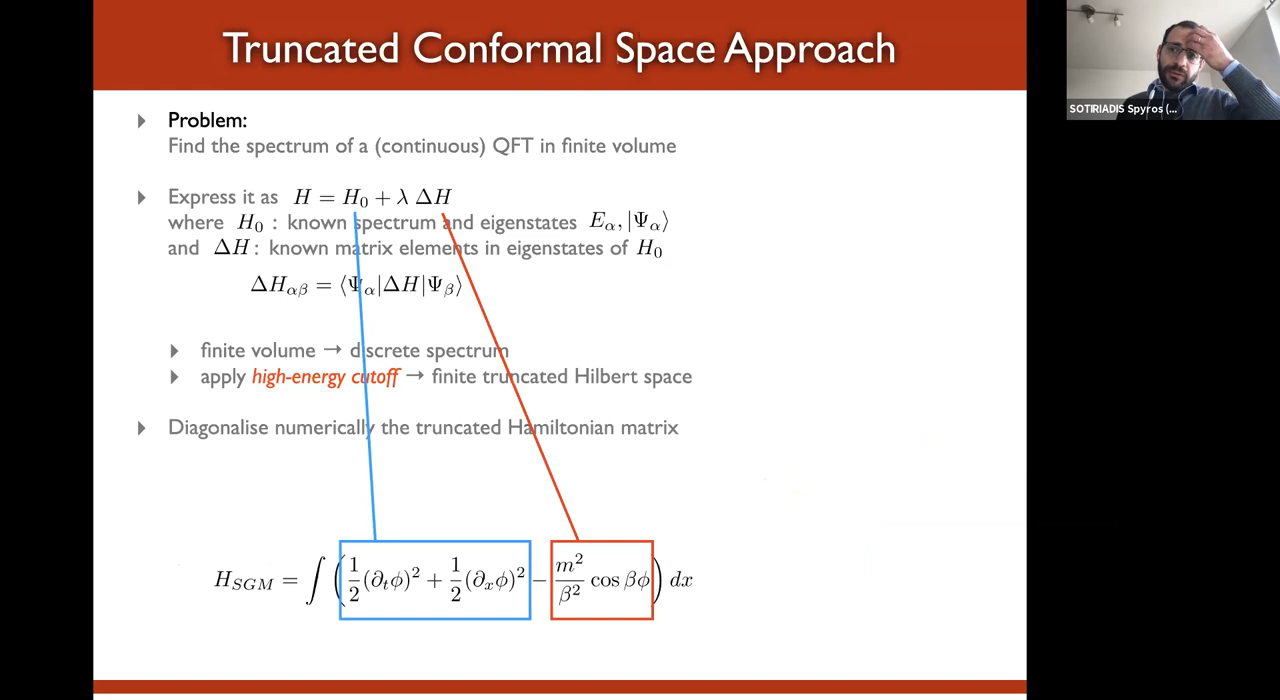 Truncated Conformal Space Approach
SOTIRIADIS Spyros (...
Problem:
Find the spectrum of a (continuous) QFT in finite volume
Express it as H = H₀ + λ ΔH
where H₀ : known spectrum and eigenstates E_α, |Ψ_α⟩
and ΔH : known matrix elements in eigenstates of H₀
ΔH_αβ = ⟨Ψ_α|ΔH|Ψ_β⟩
finite volume → discrete spectrum
apply high-energy cutoff → finite truncated Hilbert space
Diagonalise numerically the truncated Hamiltonian matrix
H_SGM = ∫ ( 1/2 (∂_t ϕ)² + 1/2 (∂_x ϕ)² − m²/β² cos βϕ ) dx